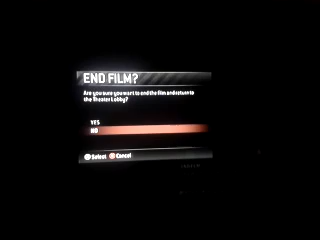 END FILM?
Are you sure you want to end the film and return to
the Theater Lobby?
YES
NO
Select Cancel